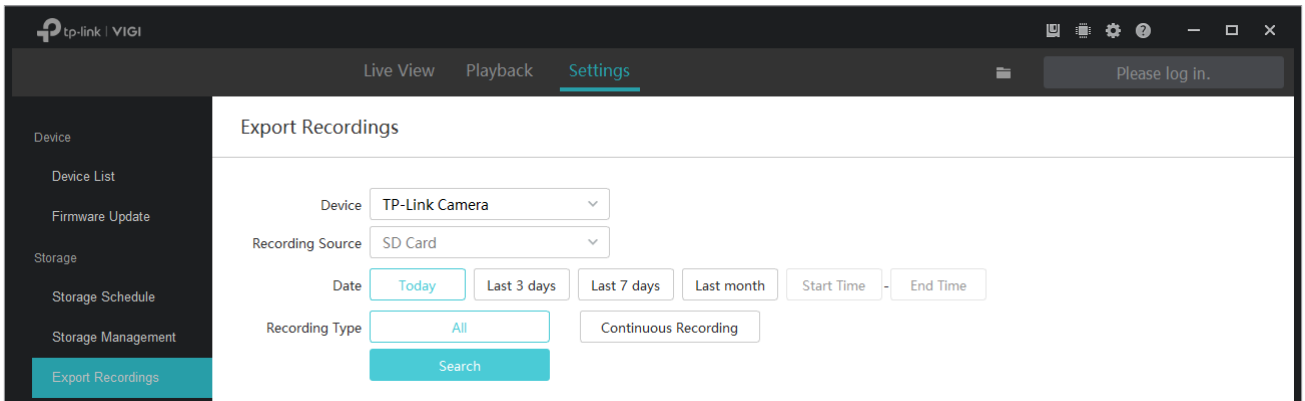 tp-link | VIGI
Live View Playback Settings Please log in.
Device
Device List
Firmware Update
Storage
Storage Schedule
Storage Management
Export Recordings
Export Recordings
Device TP-Link Camera
Recording Source SD Card
Date Today Last 3 days Last 7 days Last month Start Time - End Time
Recording Type All Continuous Recording
Search